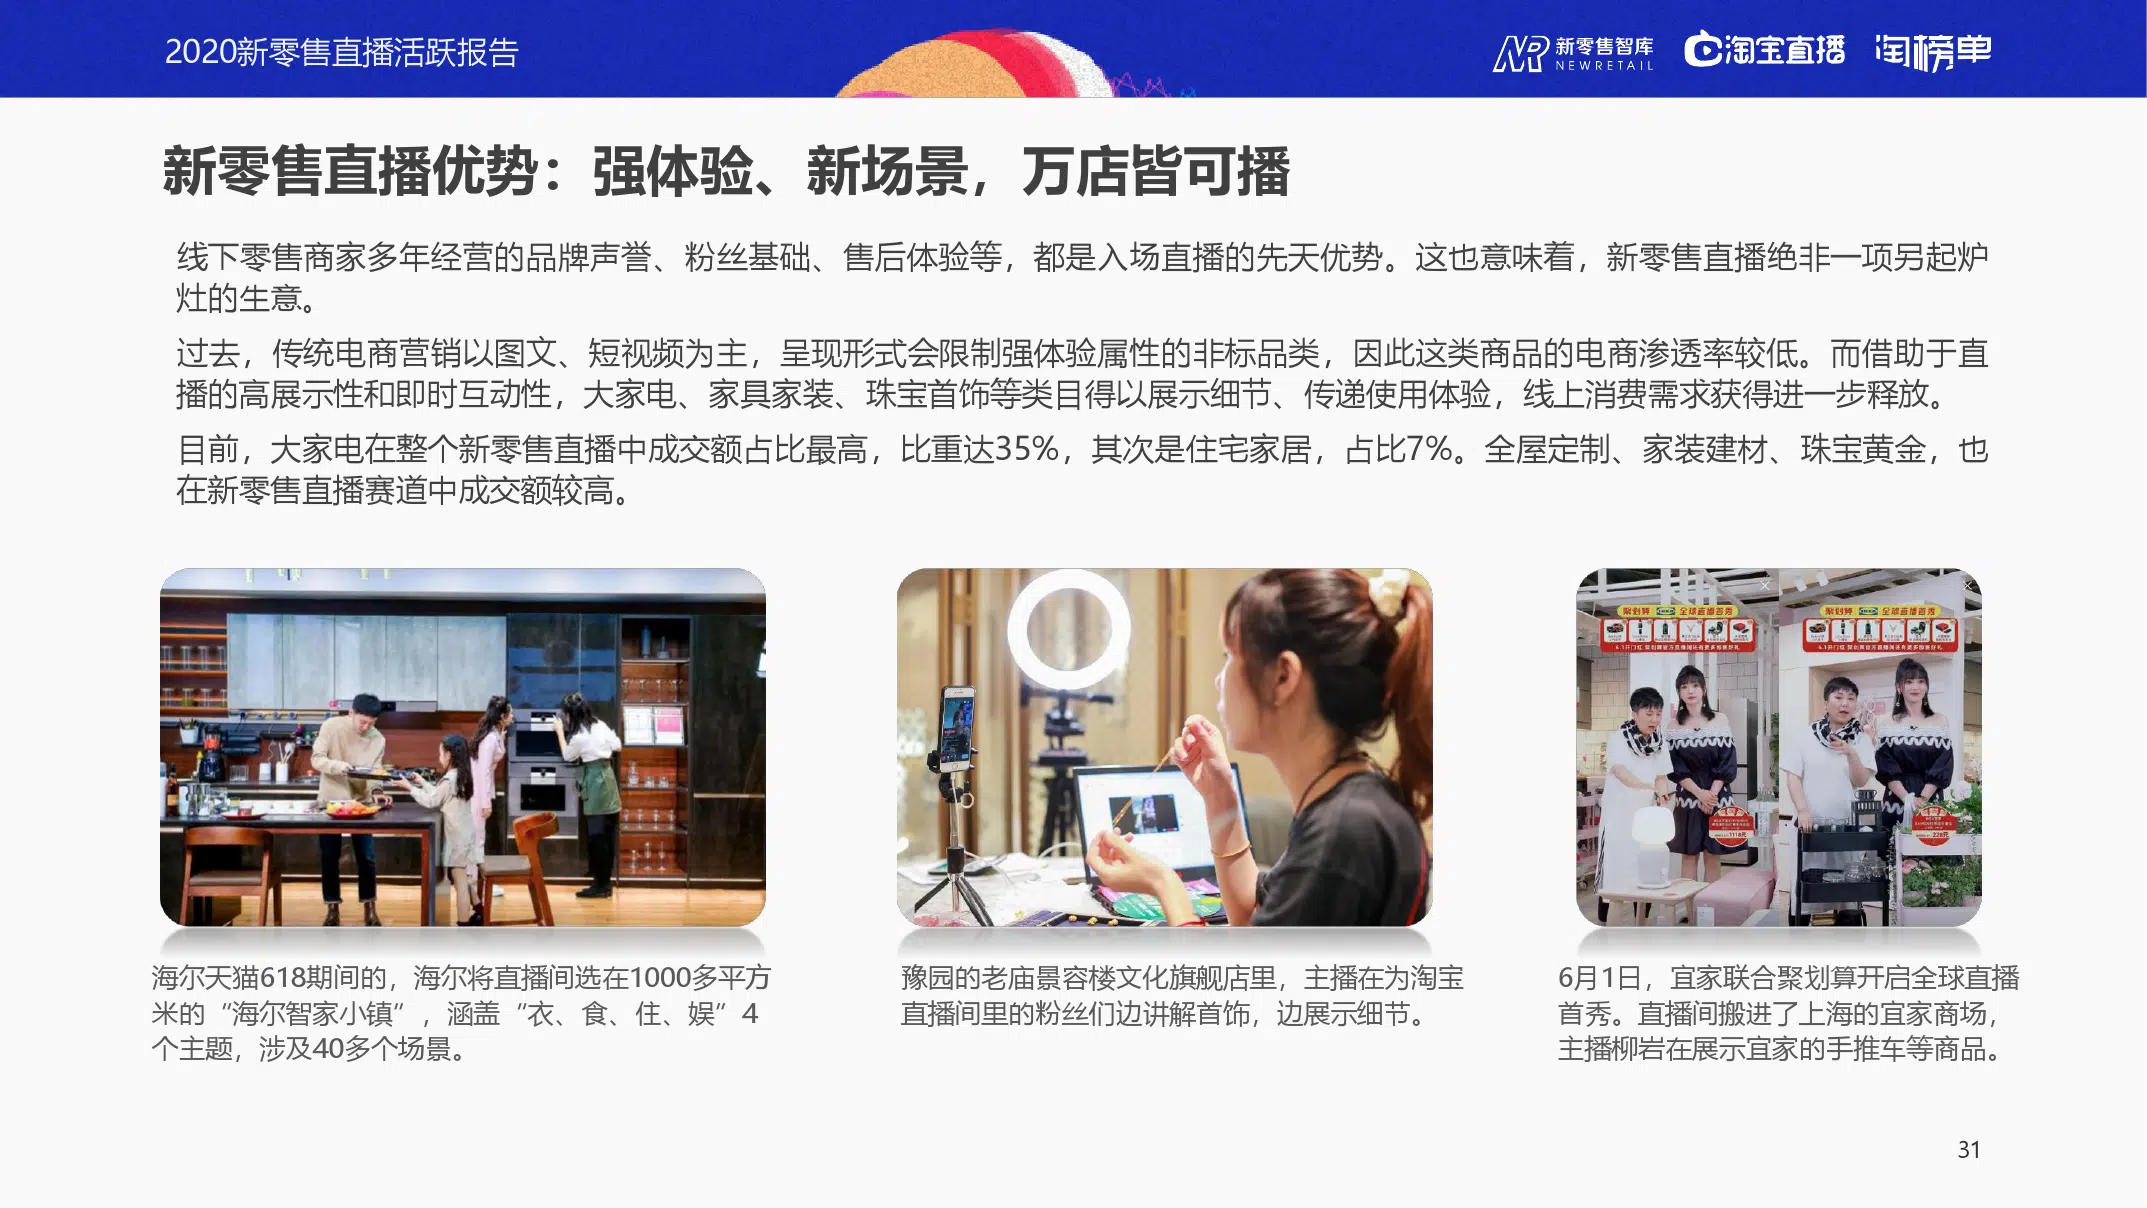 2020新零售直播活跃报告
新零售智库
NEWRETAIL
淘宝直播
淘榜单
新零售直播优势：强体验、新场景，万店皆可播
线下零售商家多年经营的品牌声誉、粉丝基础、售后体验等，都是入场直播的先天优势。这也意味着，新零售直播绝非一项另起炉
灶的生意。
过去，传统电商营销以图文、短视频为主，呈现形式会限制强体验属性的非标品类，因此这类商品的电商渗透率较低。而借助于直
播的高展示性和即时互动性，大家电、家具家装、珠宝首饰等类目得以展示细节、传递使用体验，线上消费需求获得进一步释放。
目前，大家电在整个新零售直播中成交额占比最高，比重达35%，其次是住宅家居，占比7%。全屋定制、家装建材、珠宝黄金，也
在新零售直播赛道中成交额较高。
聚划算 IKEA 全球直播首秀
聚划算 IKEA 全球直播首秀
海尔天猫618期间的，海尔将直播间选在1000多平方
米的“海尔智家小镇”，涵盖“衣、食、住、娱”4
个主题，涉及40多个场景。
豫园的老庙景容楼文化旗舰店里，主播在为淘宝
直播间里的粉丝们边讲解首饰，边展示细节。
6月1日，宜家联合聚划算开启全球直播
首秀。直播间搬进了上海的宜家商场，
主播柳岩在展示宜家的手推车等商品。
31